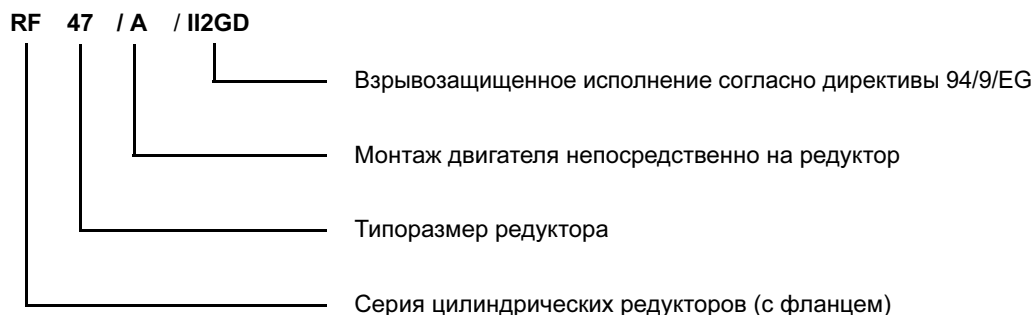 RF 47 / A / II2GD
Взрывозащищенное исполнение согласно директивы 94/9/EG
Монтаж двигателя непосредственно на редуктор
Типоразмер редуктора
Серия цилиндрических редукторов (с фланцем)